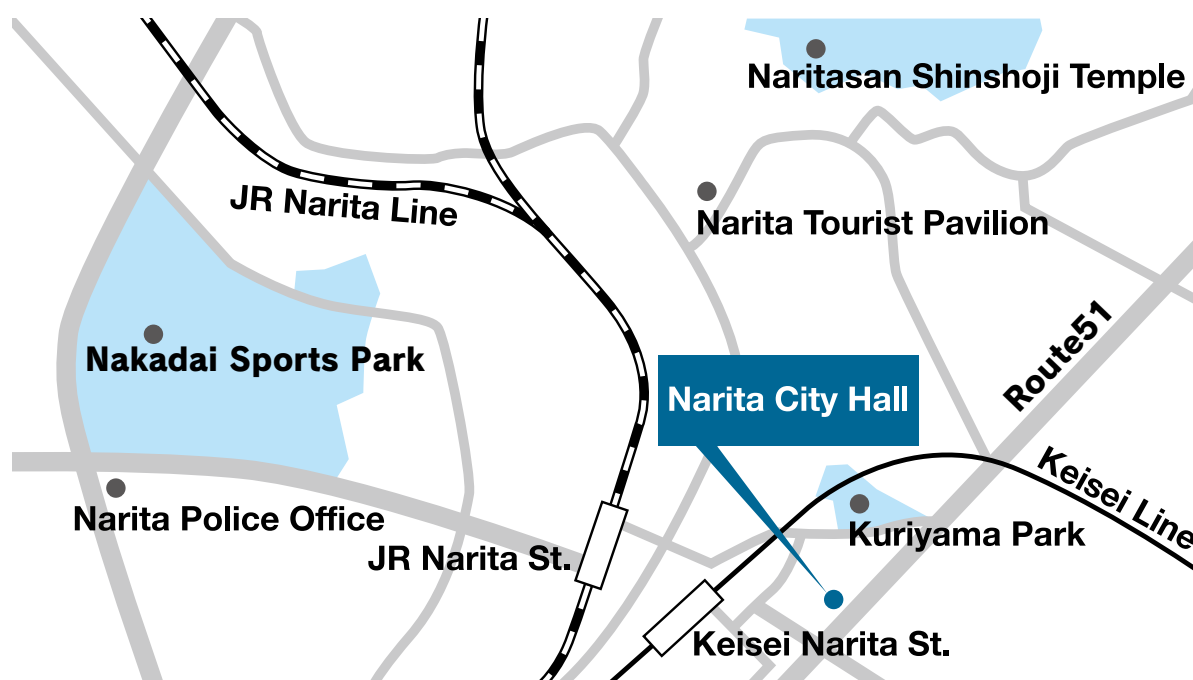 Naritasan Shinshoji Temple
JR Narita Line
Narita Tourist Pavilion
Route51
Nakadai Sports Park
Narita City Hall
Keisei Line
Narita Police Office
Kuriyama Park
JR Narita St.
Keisei Narita St.